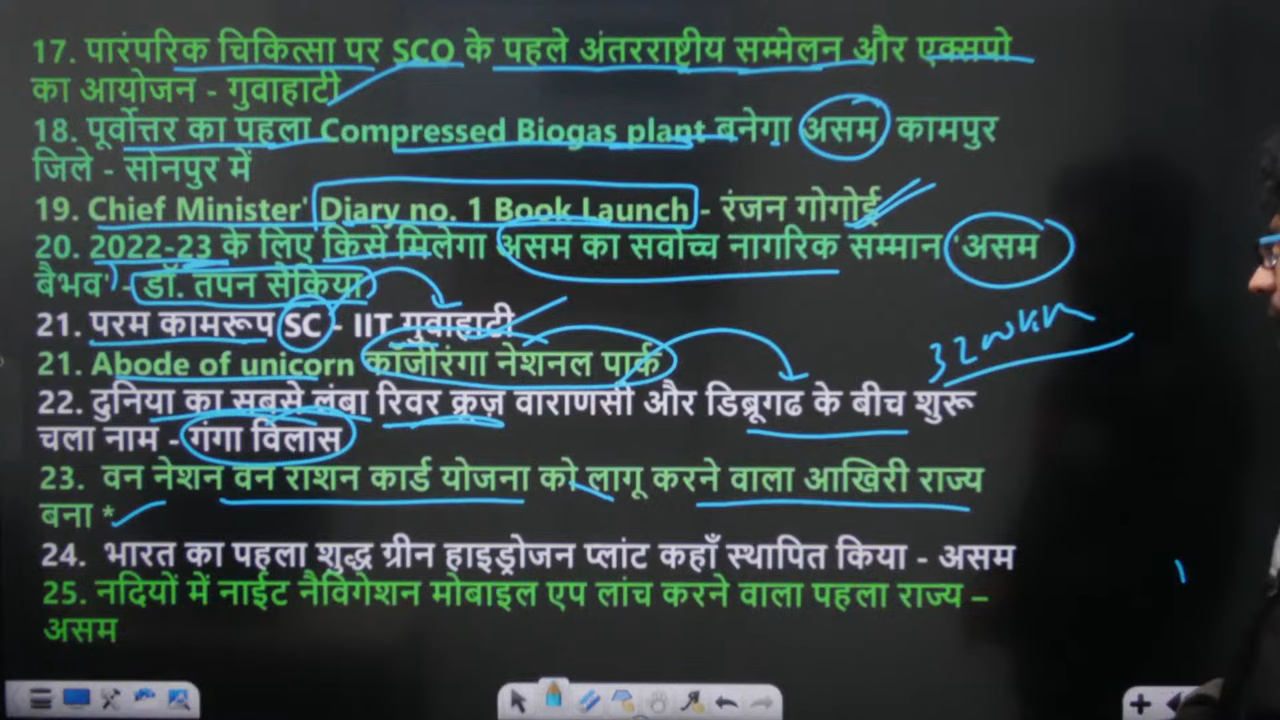 17. पारंपरिक चिकित्सा पर SCO के पहले अंतरराष्ट्रीय सम्मेलन और एक्सपो
का आयोजन - गुवाहाटी
18. पूर्वोत्तर का पहला Compressed Biogas plant बनेगा असम कामपुर
जिले - सोनपुर में
19. Chief Minister' Diary no. 1 Book Launch - रंजन गोगोई
20. 2022-23 के लिए किसे मिलेगा असम का सर्वोच्च नागरिक सम्मान 'असम
बैभव' - डॉ. तपन सैकिया
21. परम कामरूप SC - IIT गुवाहाटी
21. Abode of unicorn काजीरंगा नेशनल पार्क
22. दुनिया का सबसे लंबा रिवर क्रूज़ वाराणसी और डिब्रूगढ के बीच शुरू
चला नाम - गंगा विलास
23. वन नेशन वन राशन कार्ड योजना को लागू करने वाला आखिरी राज्य
बना *
24. भारत का पहला शुद्ध ग्रीन हाइड्रोजन प्लांट कहाँ स्थापित किया - असम
25. नदियों में नाईट नैविगेशन मोबाइल एप लांच करने वाला पहला राज्य –
असम